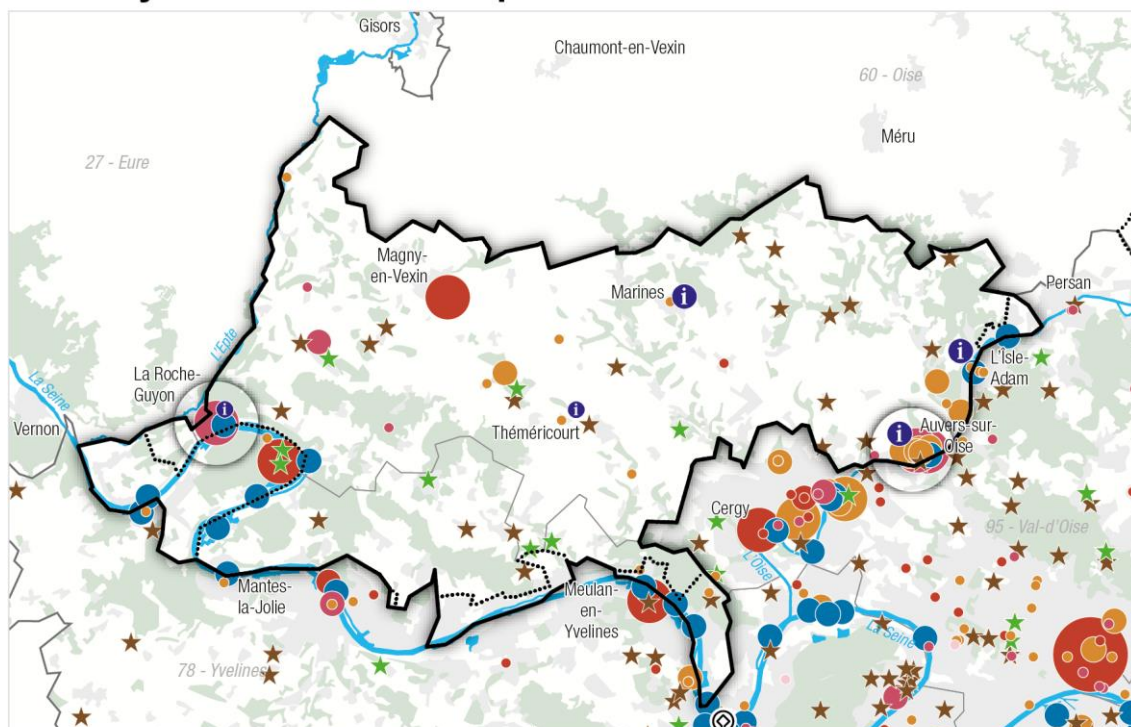 Gisors
Chaumont-en-Vexin
60 - Oise
Méru
27 - Eure
Magny-
en-Vexin
Marines
i
Persan
L'Epte
La Roche-
Guyon
i
i
L'Isle-
Adam
La Seine
Vernon
Théméricourt
i
i
Auvers-sur-
Oise
Cergy
95 - Val-d'Oise
L'Oise
Mantes-
la-Jolie
Meulan-
en-
Yvelines
La Seine
78 - Yvelines